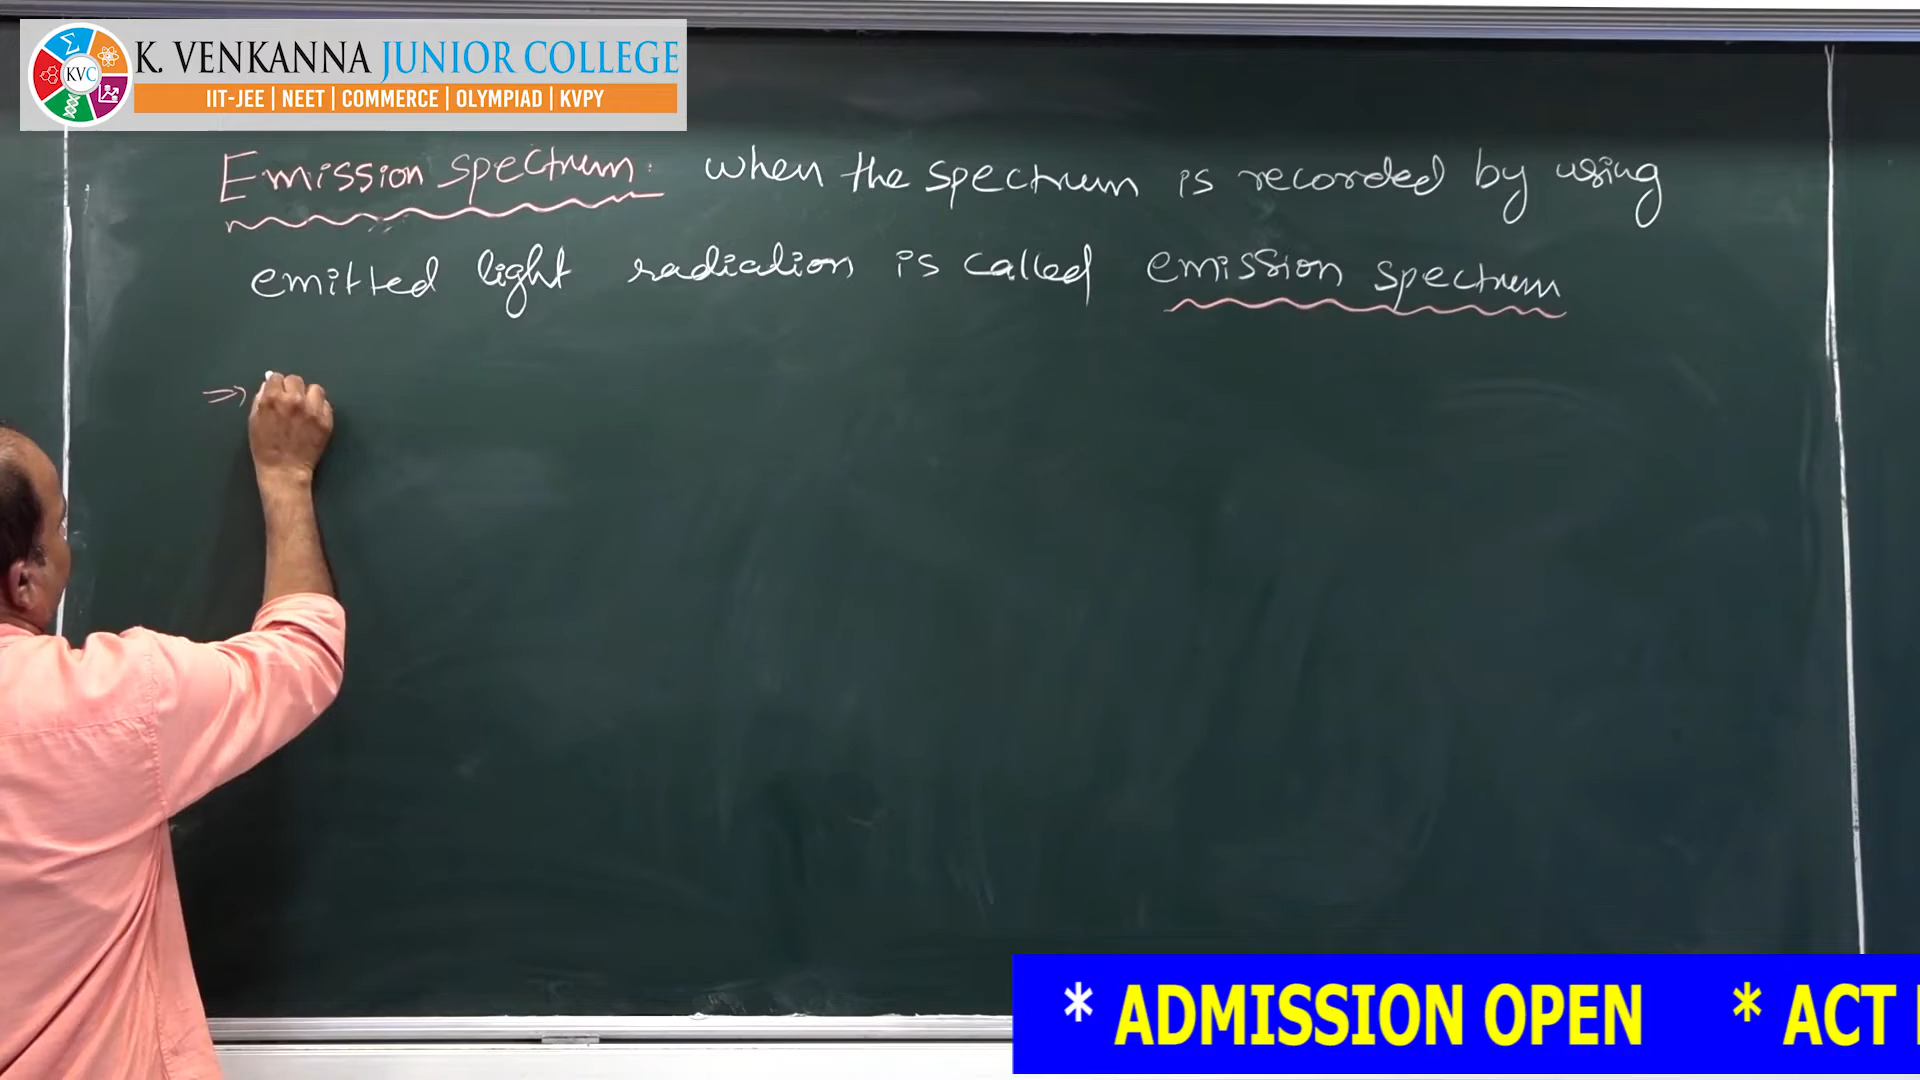 K. VENKANNA JUNIOR COLLEGE
KVC
IIT-JEE | NEET | COMMERCE | OLYMPIAD | KVPY
Emission spectrum: when the spectrum is recorded by using
emitted light radiation is called emission spectrum
⇒
* ADMISSION OPEN * ACT